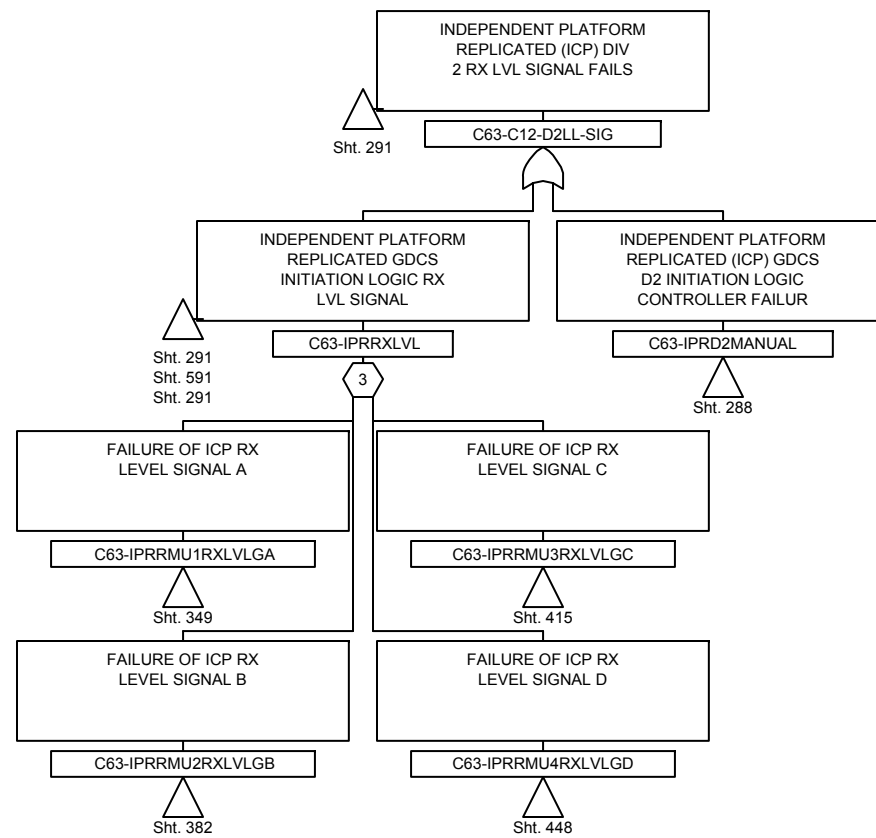 INDEPENDENT PLATFORM
REPLICATED (ICP) DIV
2 RX LVL SIGNAL FAILS
Sht. 291
C63-C12-D2LL-SIG
INDEPENDENT PLATFORM
REPLICATED GDCS
INITIATION LOGIC RX
LVL SIGNAL
Sht. 291
Sht. 591
Sht. 291
C63-IPRRXLVL
3
INDEPENDENT PLATFORM
REPLICATED (ICP) GDCS
D2 INITIATION LOGIC
CONTROLLER FAILUR
C63-IPRD2MANUAL
Sht. 288
FAILURE OF ICP RX
LEVEL SIGNAL A
C63-IPRRMU1RXLVLGA
Sht. 349
FAILURE OF ICP RX
LEVEL SIGNAL C
C63-IPRRMU3RXLVLGC
Sht. 415
FAILURE OF ICP RX
LEVEL SIGNAL B
C63-IPRRMU2RXLVLGB
Sht. 382
FAILURE OF ICP RX
LEVEL SIGNAL D
C63-IPRRMU4RXLVLGD
Sht. 448